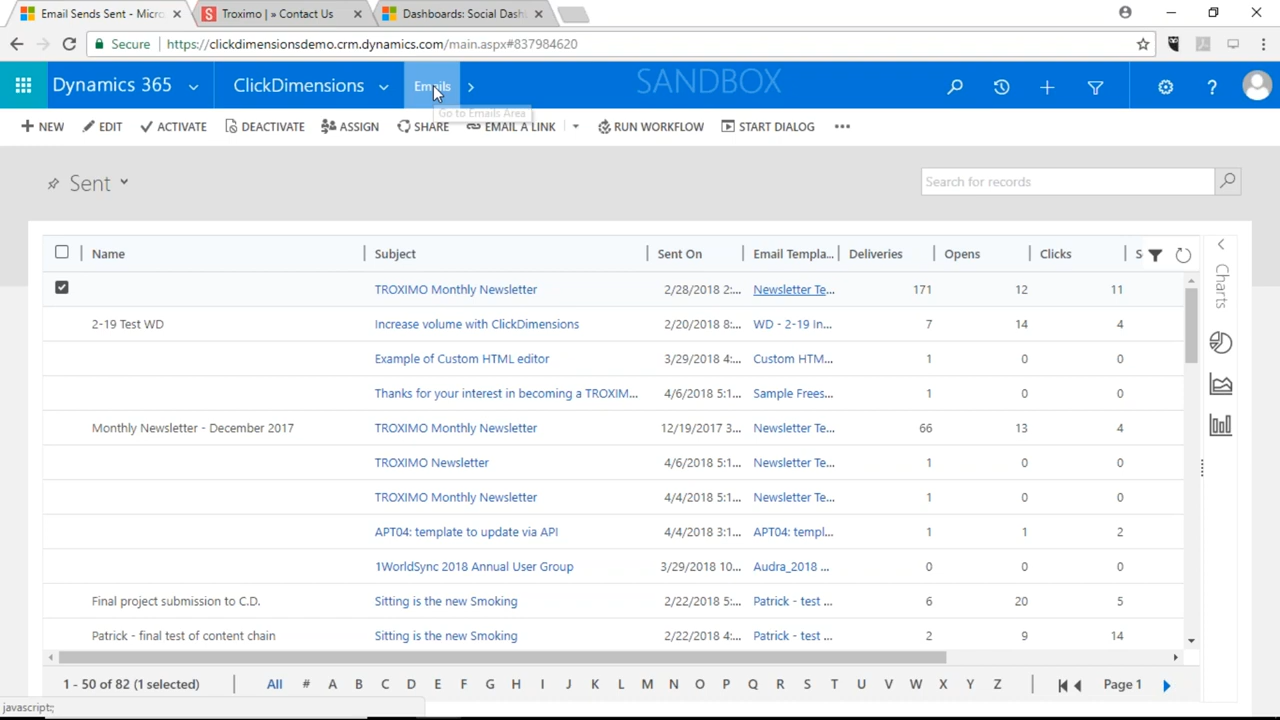 Email Sends Sent - Micro
Troximo | » Contact Us
Dashboards: Social Dash
Secure
https://clickdimensionsdemo.crm.dynamics.com/main.aspx#837984620
Dynamics 365
ClickDimensions
Emails
SANDBOX
Go to Emails Area
NEW
EDIT
ACTIVATE
DEACTIVATE
ASSIGN
SHARE
EMAIL A LINK
RUN WORKFLOW
START DIALOG
Sent
Search for records
Name Subject Sent On Email Templa... Deliveries Opens Clicks S
TROXIMO Monthly Newsletter 2/28/2018 2:... Newsletter Te... 171 12 11
2-19 Test WD Increase volume with ClickDimensions 2/20/2018 8:... WD - 2-19 In... 7 14 4
Example of Custom HTML editor 3/29/2018 4:... Custom HTM... 1 0 0
Thanks for your interest in becoming a TROXIM... 4/6/2018 5:1... Sample Frees... 1 0 0
Monthly Newsletter - December 2017 TROXIMO Monthly Newsletter 12/19/2017 3... Newsletter Te... 66 13 4
TROXIMO Newsletter 4/6/2018 5:1... Newsletter Te... 1 0 0
TROXIMO Monthly Newsletter 4/4/2018 5:1... Newsletter Te... 1 0 0
APT04: template to update via API 4/4/2018 3:1... APT04: templ... 1 1 2
1WorldSync 2018 Annual User Group 3/29/2018 10... Audra_2018 ... 0 0 0
Final project submission to C.D. Sitting is the new Smoking 2/22/2018 5:... Patrick - test ... 6 20 5
Patrick - final test of content chain Sitting is the new Smoking 2/22/2018 4:... Patrick - test ... 2 9 14
Charts
1 - 50 of 82 (1 selected) All # A B C D E F G H I J K L M N O P Q R S T U V W X Y Z Page 1
javascript:;